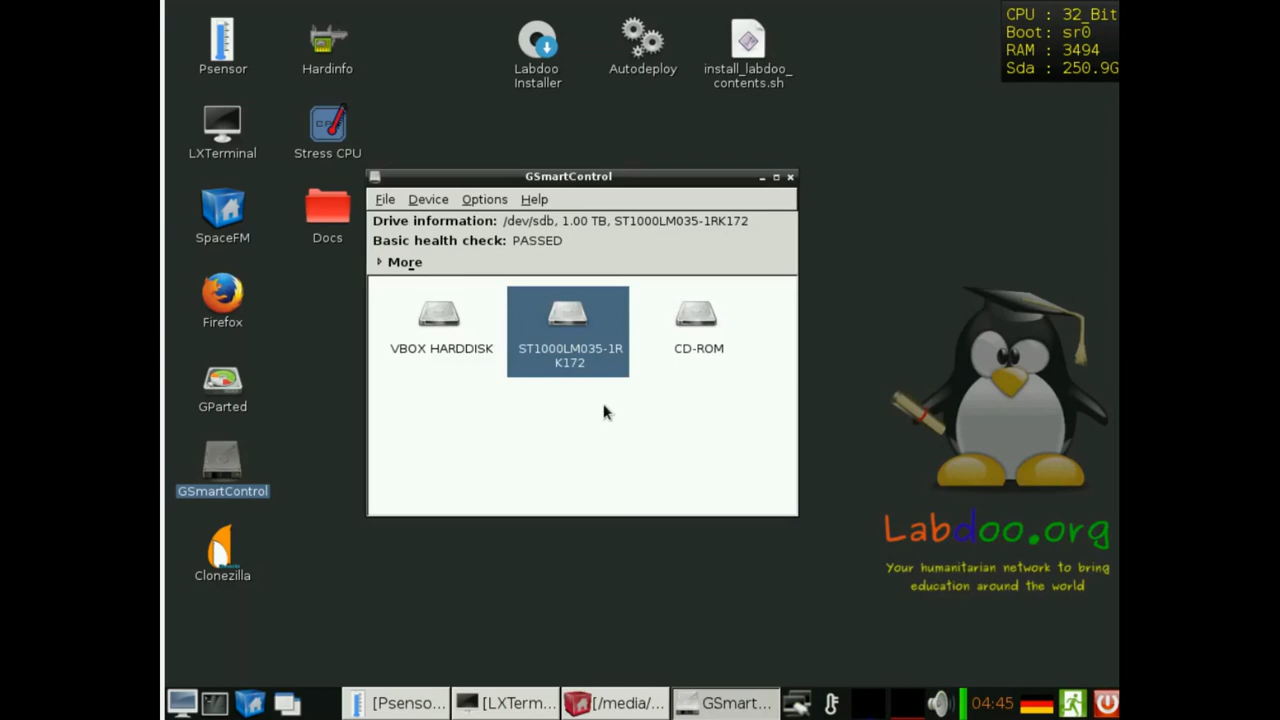 CPU : 32_Bit
Boot: sr0
RAM : 3494
Sda : 250.9G
Psensor
Hardinfo
Labdoo
Installer
Autodeploy
install_labdoo_
contents.sh
LXTerminal
Stress CPU
SpaceFM
Docs
Firefox
GParted
GSmartControl
Clonezilla
GSmartControl
File Device Options Help
Drive information: /dev/sdb, 1.00 TB, ST1000LM035-1RK172
Basic health check: PASSED
More
VBOX HARDDISK
ST1000LM035-1R
K172
CD-ROM
Labdoo.org
Your humanitarian network to bring
education around the world
[Psenso...
[LXTerm...
[/media/...
GSmart...
04:45